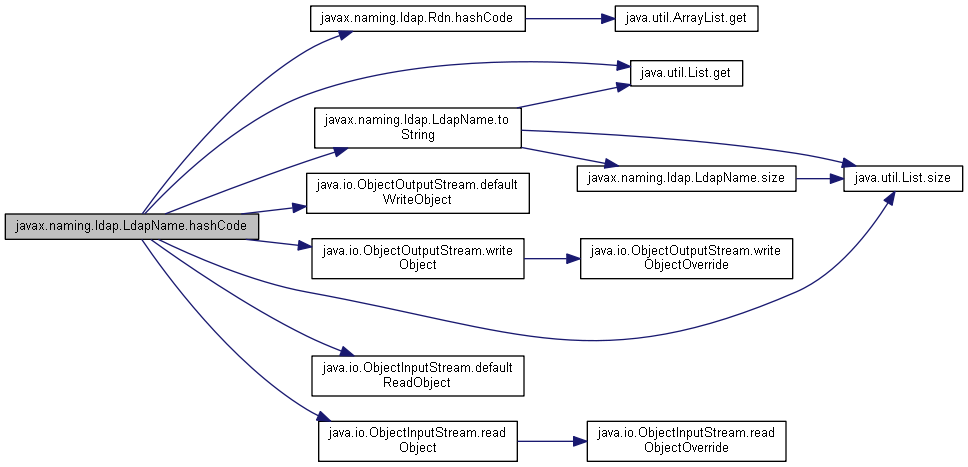 javax.naming.ldap.Rdn.hashCode
java.util.ArrayList.get
java.util.List.get
javax.naming.ldap.LdapName.to
String
javax.naming.ldap.LdapName.size
java.util.List.size
java.io.ObjectOutputStream.default
WriteObject
javax.naming.ldap.LdapName.hashCode
java.io.ObjectOutputStream.write
Object
java.io.ObjectOutputStream.write
ObjectOverride
java.io.ObjectInputStream.default
ReadObject
java.io.ObjectInputStream.read
Object
java.io.ObjectInputStream.read
ObjectOverride